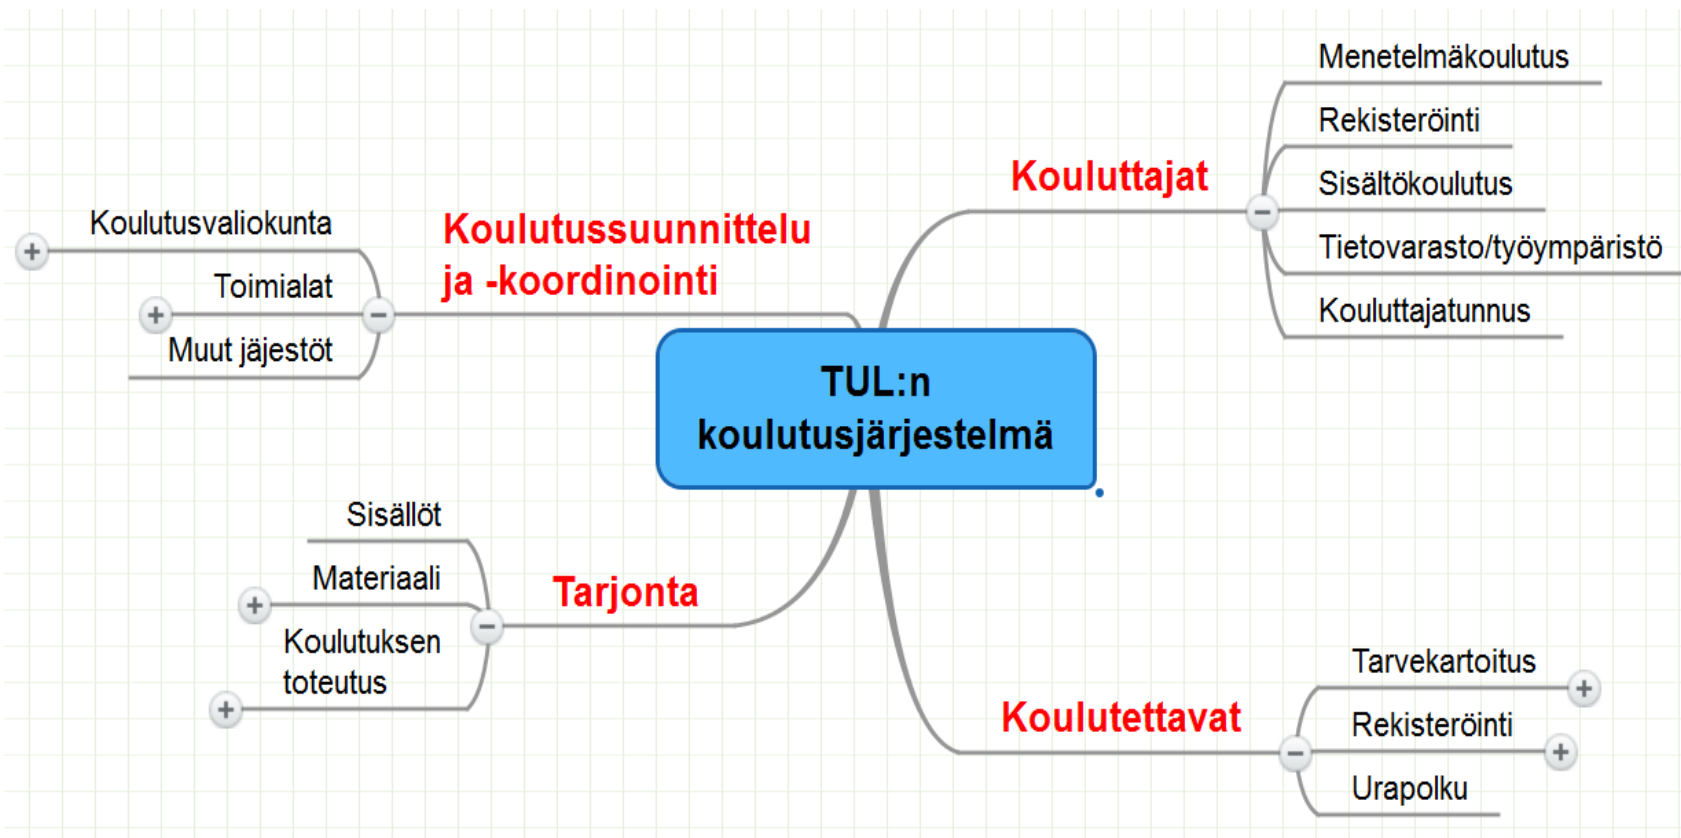 TUL:n
koulutusjärjestelmä
Kouluttajat
Menetelmäkoulutus
Rekisteröinti
Sisältökoulutus
Tietovarasto/työympäristö
Kouluttajatunnus
Koulutussuunnittelu
ja -koordinointi
Koulutusvaliokunta
Toimialat
Muut jäjestöt
Tarjonta
Sisällöt
Materiaali
Koulutuksen
toteutus
Koulutettavat
Tarvekartoitus
Rekisteröinti
Urapolku